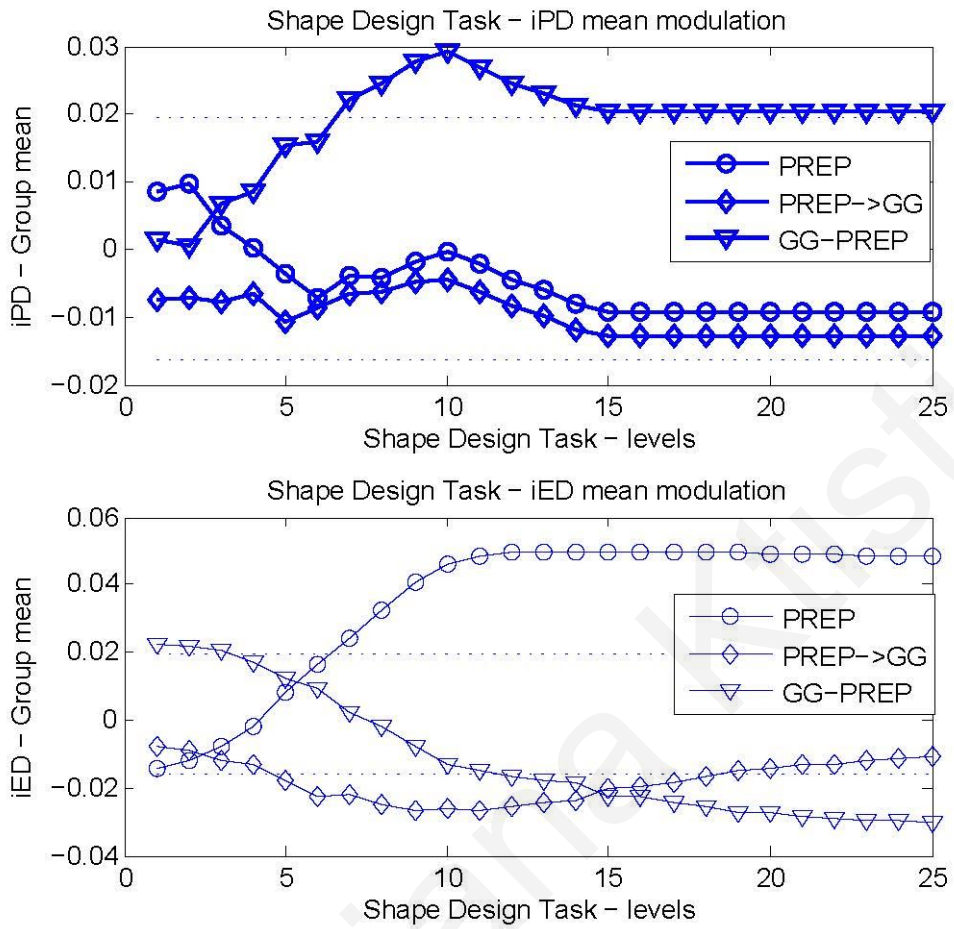 Shape Design Task – iPD mean modulation
0.03
0.02
0.01
0
−0.01
−0.02
iPD – Group mean
PREP
PREP–>GG
GG–PREP
0 5 10 15 20 25
Shape Design Task – levels
Shape Design Task – iED mean modulation
0.06
0.04
0.02
0
−0.02
−0.04
iED – Group mean
PREP
PREP–>GG
GG–PREP
0 5 10 15 20 25
Shape Design Task – levels